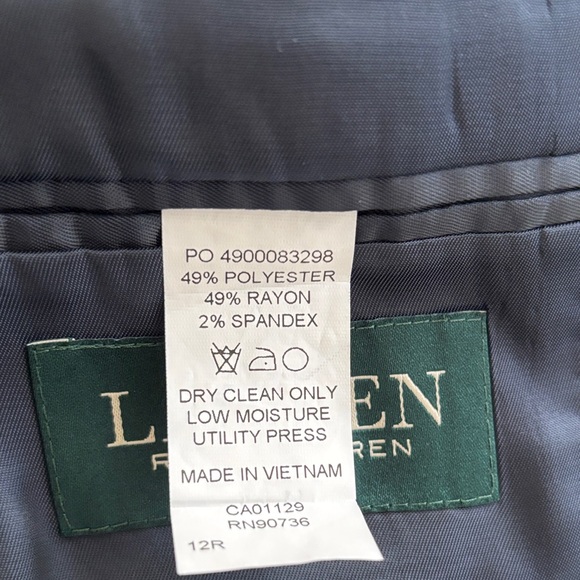 PO 4900083298
49% POLYESTER
49% RAYON
2% SPANDEX
DRY CLEAN ONLY
LOW MOISTURE
UTILITY PRESS
MADE IN VIETNAM
CA01129
RN90736
12R